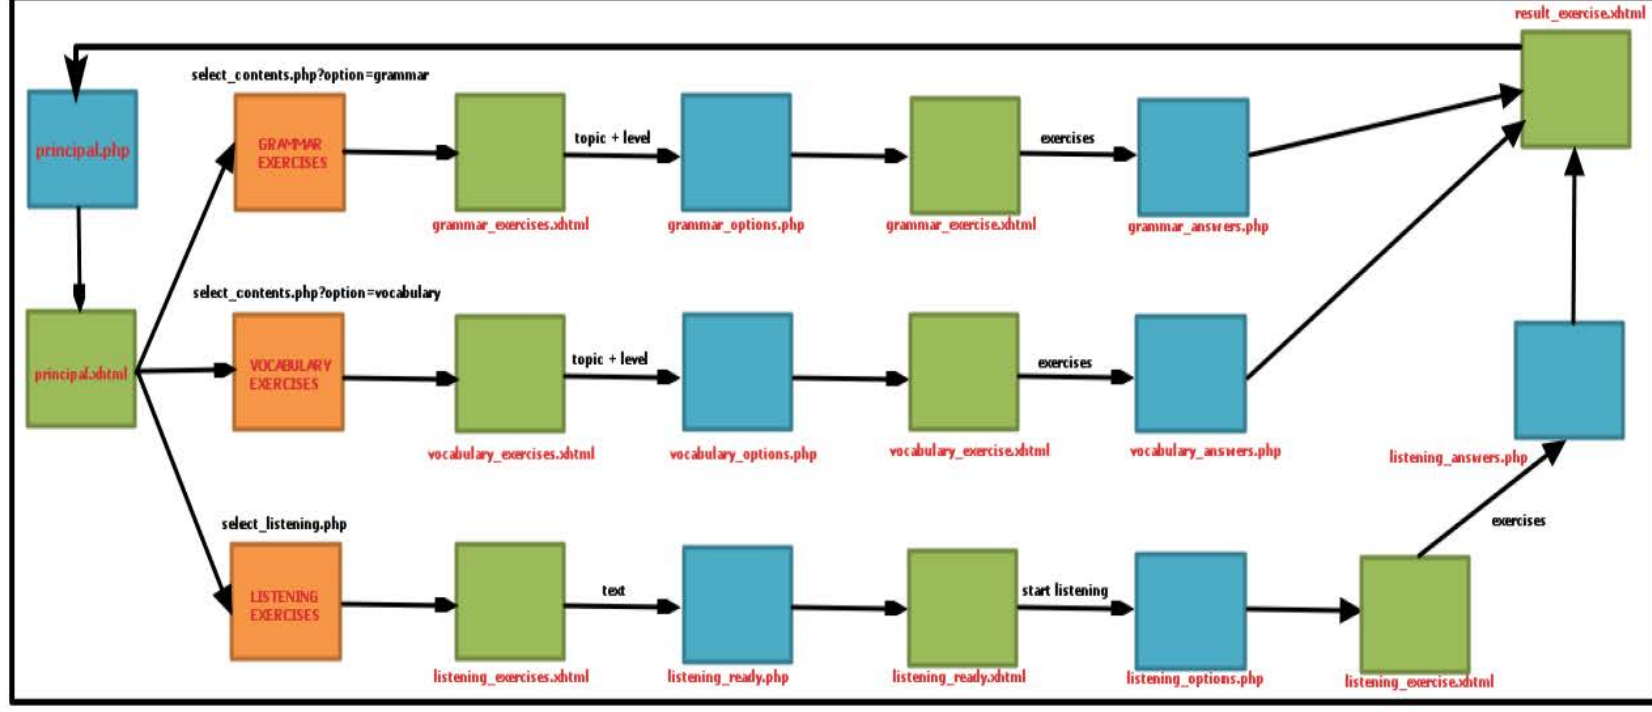 result_exercise.xhtml
select_contents.php?option=grammar
principal.php
GRAMMAR
EXERCISES
topic + level
exercises
grammar_exercises.xhtml
grammar_options.php
grammar_exercise.xhtml
grammar_answers.php
select_contents.php?option=vocabulary
principal.xhtml
VOCABULARY
EXERCISES
topic + level
exercises
vocabulary_exercises.xhtml
vocabulary_options.php
vocabulary_exercise.xhtml
vocabulary_answers.php
listening_answers.php
select_listening.php
exercises
LISTENING
EXERCISES
text
start listening
listening_exercises.xhtml
listening_ready.php
listening_ready.xhtml
listening_options.php
listening_exercise.xhtml